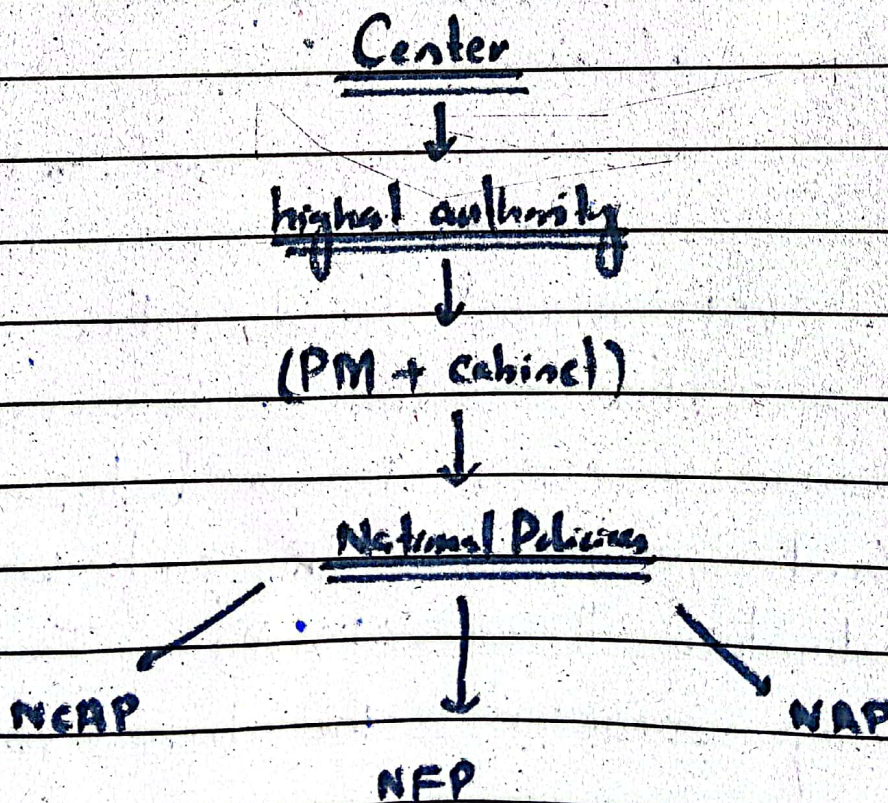 Center
↓
highest authority
↓
(PM + cabinet)
↓
National Policies
NCAP
NAP
NFP